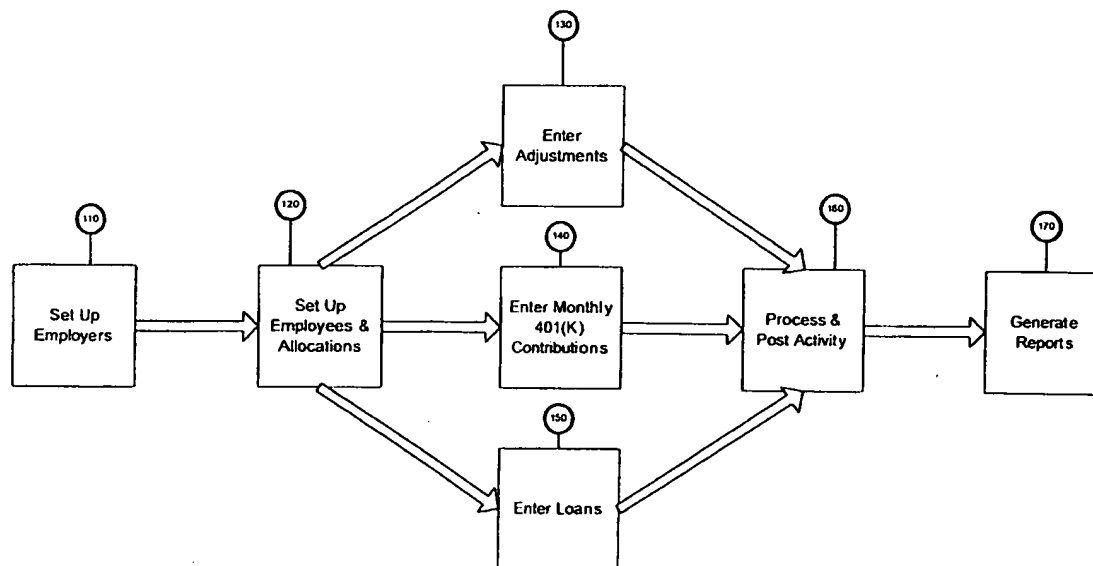 130
Enter
Adjustments
110
Set Up
Employers
120
Set Up
Employees &
Allocations
140
Enter Monthly
401(K)
Contributions
160
Process &
Post Activity
170
Generate
Reports
150
Enter Loans